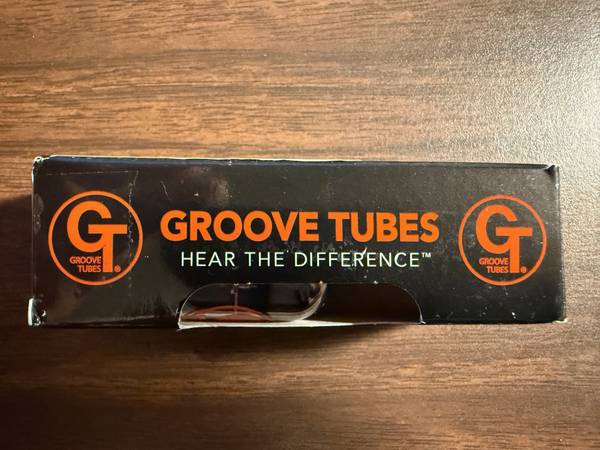 GT
GROOVE
TUBES®
GROOVE TUBES
HEAR THE DIFFERENCE™
GT
GROOVE
TUBES®